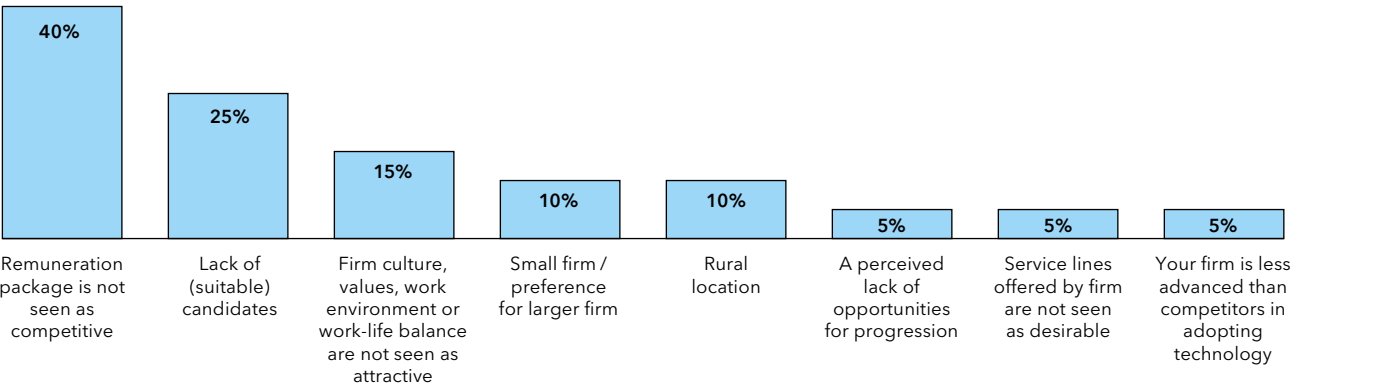 40%
25%
15%
10%
10%
5%
5%
5%
Remuneration
package is not
seen as
competitive
Lack of
(suitable)
candidates
Firm culture,
values, work
environment or
work-life balance
are not seen as
attractive
Small firm /
preference
for larger firm
Rural
location
A perceived
lack of
opportunities
for progression
Service lines
offered by firm
are not seen
as desirable
Your firm is less
advanced than
competitors in
adopting
technology